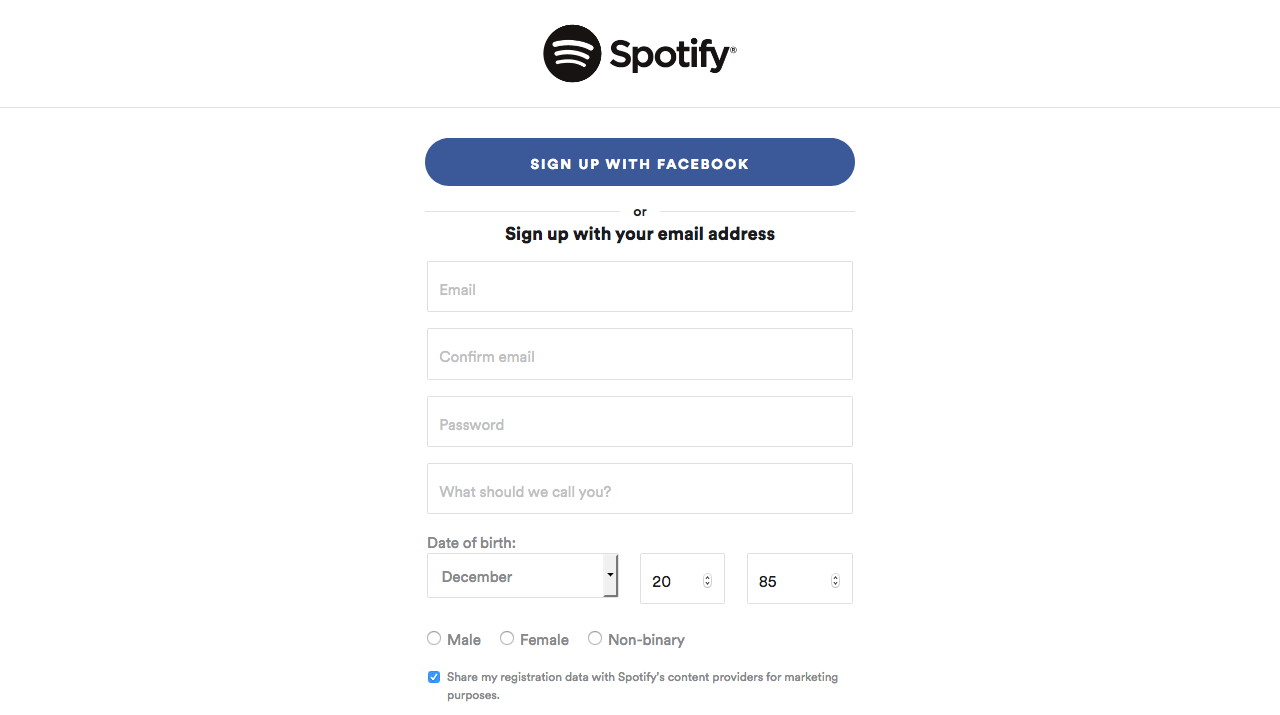 Spotify®
SIGN UP WITH FACEBOOK
or
Sign up with your email address
Email
Confirm email
Password
What should we call you?
Date of birth:
December 20 85
Male Female Non-binary
Share my registration data with Spotify's content providers for marketing
purposes.